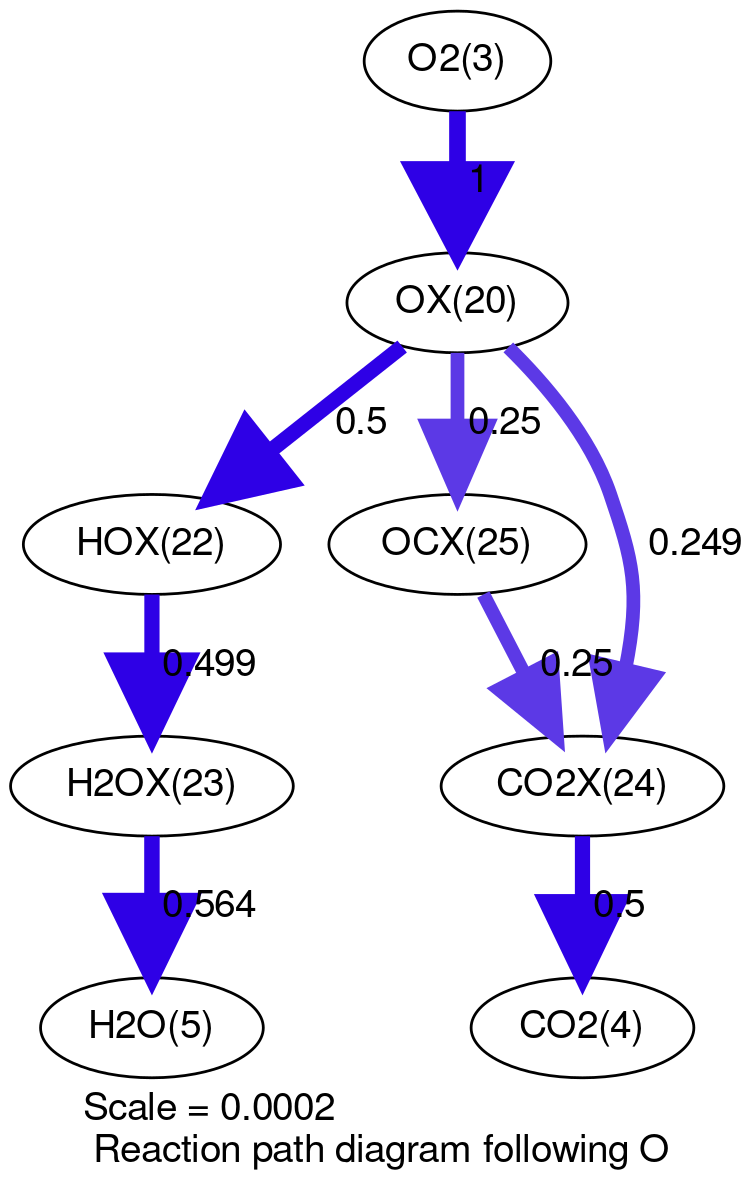 O2(3)
1
OX(20)
0.5
0.25
0.249
HOX(22)
OCX(25)
0.499
0.25
H2OX(23)
CO2X(24)
0.564
0.5
H2O(5)
CO2(4)
Scale = 0.0002
Reaction path diagram following O